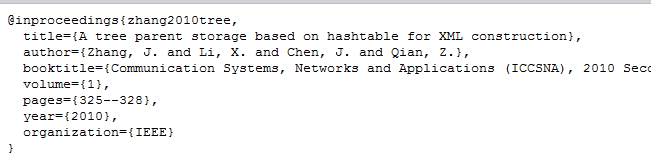 @inproceedings{zhang2010tree,
title={A tree parent storage based on hashtable for XML construction},
author={Zhang, J. and Li, X. and Chen, J. and Qian, Z.},
booktitle={Communication Systems, Networks and Applications (ICCSNA), 2010
volume={1},
pages={325--328},
year={2010},
organization={IEEE}
}